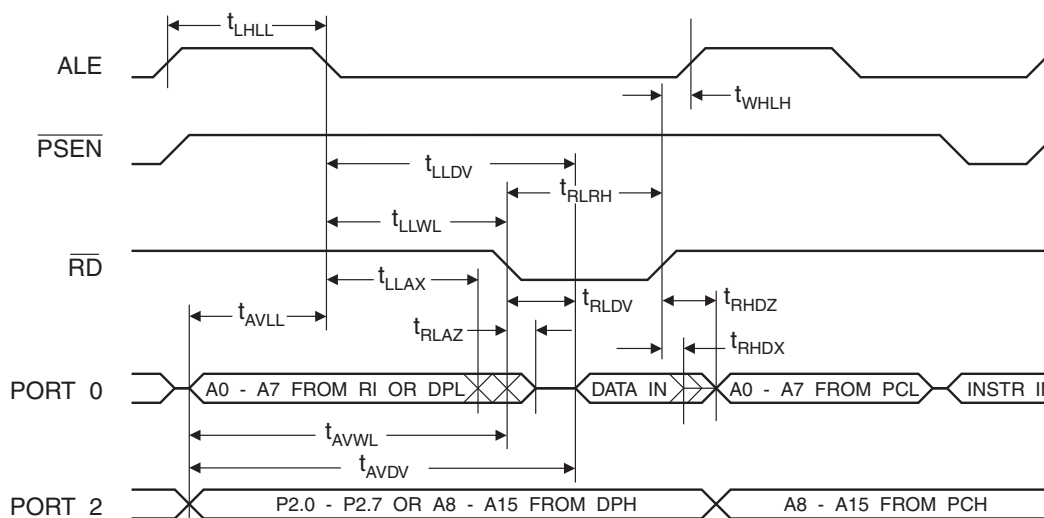 tLHLL
ALE
tWHLH
PSEN
tLLDV
tRLRH
tLLWL
RD
tLLAX
tRLDV
tRHDZ
tAVLL
tRLAZ
tRHDX
PORT 0
A0 - A7 FROM RI OR DPL
DATA IN
A0 - A7 FROM PCL
INSTR IN
tAVWL
tAVDV
PORT 2
P2.0 - P2.7 OR A8 - A15 FROM DPH
A8 - A15 FROM PCH